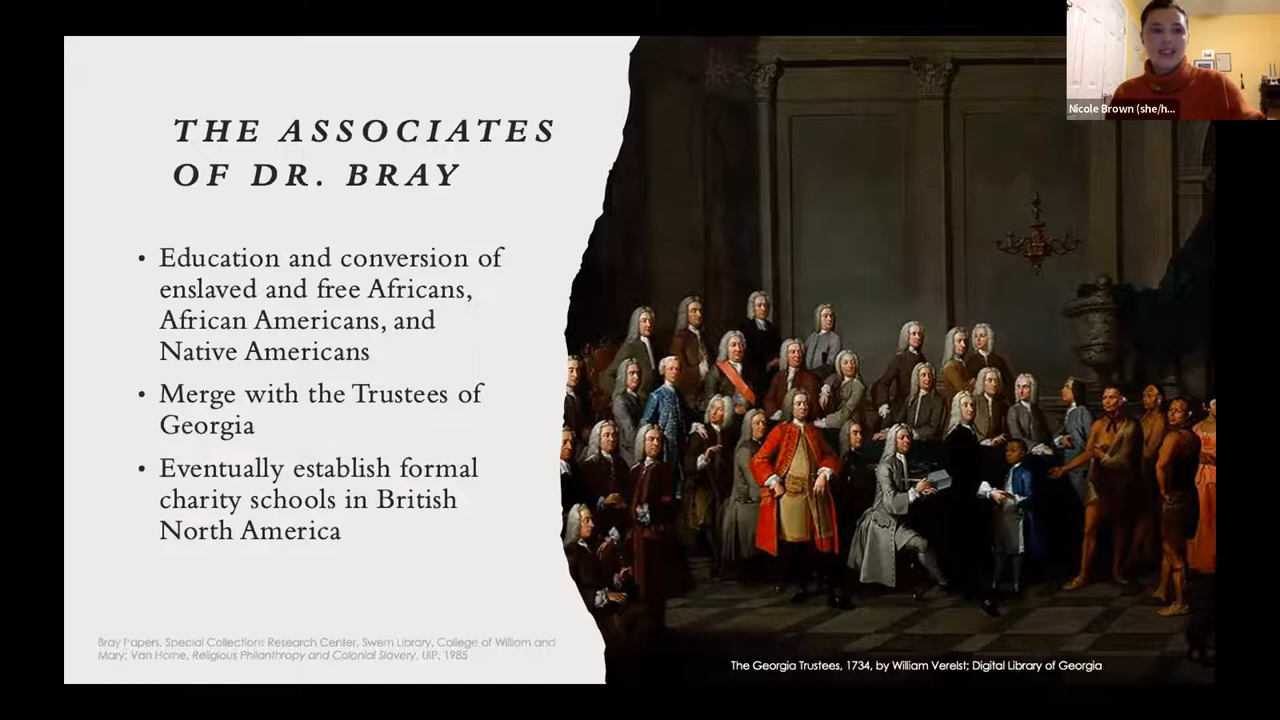 Nicole Brown (she/h...
THE ASSOCIATES
OF DR. BRAY
• Education and conversion of
enslaved and free Africans,
African Americans, and
Native Americans
• Merge with the Trustees of
Georgia
• Eventually establish formal
charity schools in British
North America
Bray Papers, Special Collections Research Center, Swem Library, College of William and
Mary; Van Horne, Religious Philanthropy and Colonial Slavery, UIP, 1985
The Georgia Trustees, 1734, by William Verelst; Digital Library of Georgia